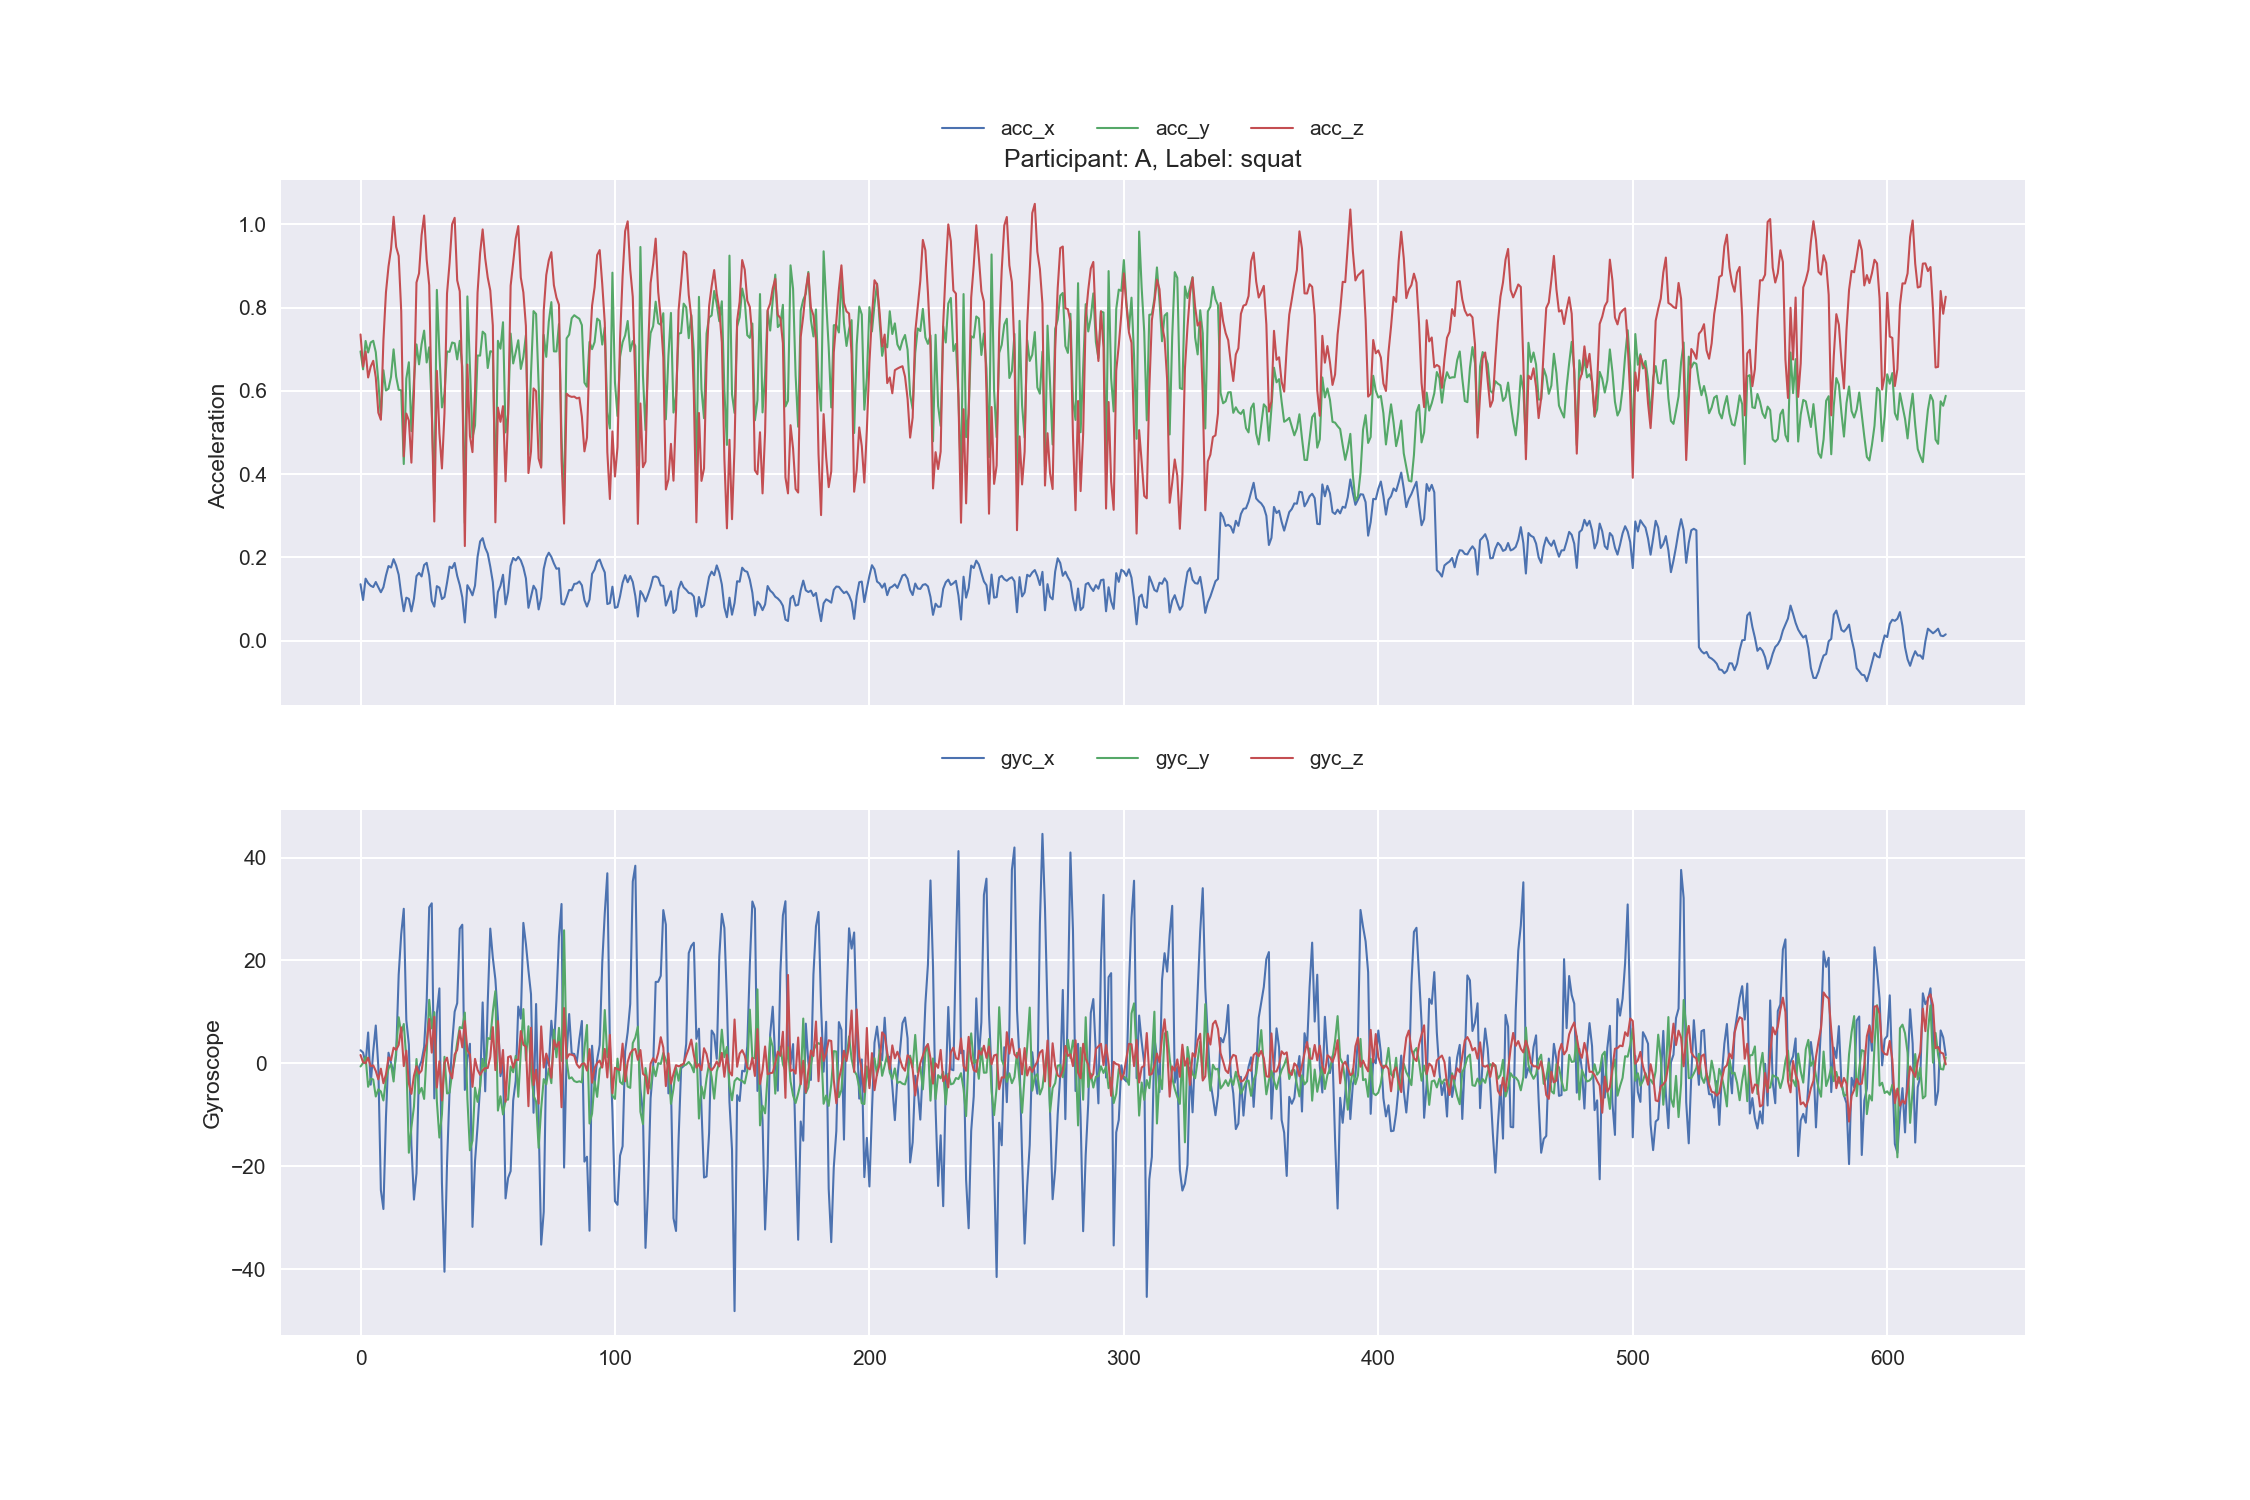 acc_x acc_y acc_z
Participant: A, Label: squat
1.0
0.8
0.6
0.4
0.2
0.0
Acceleration
gyc_x gyc_y gyc_z
40
20
0
−20
−40
Gyroscope
0 100 200 300 400 500 600